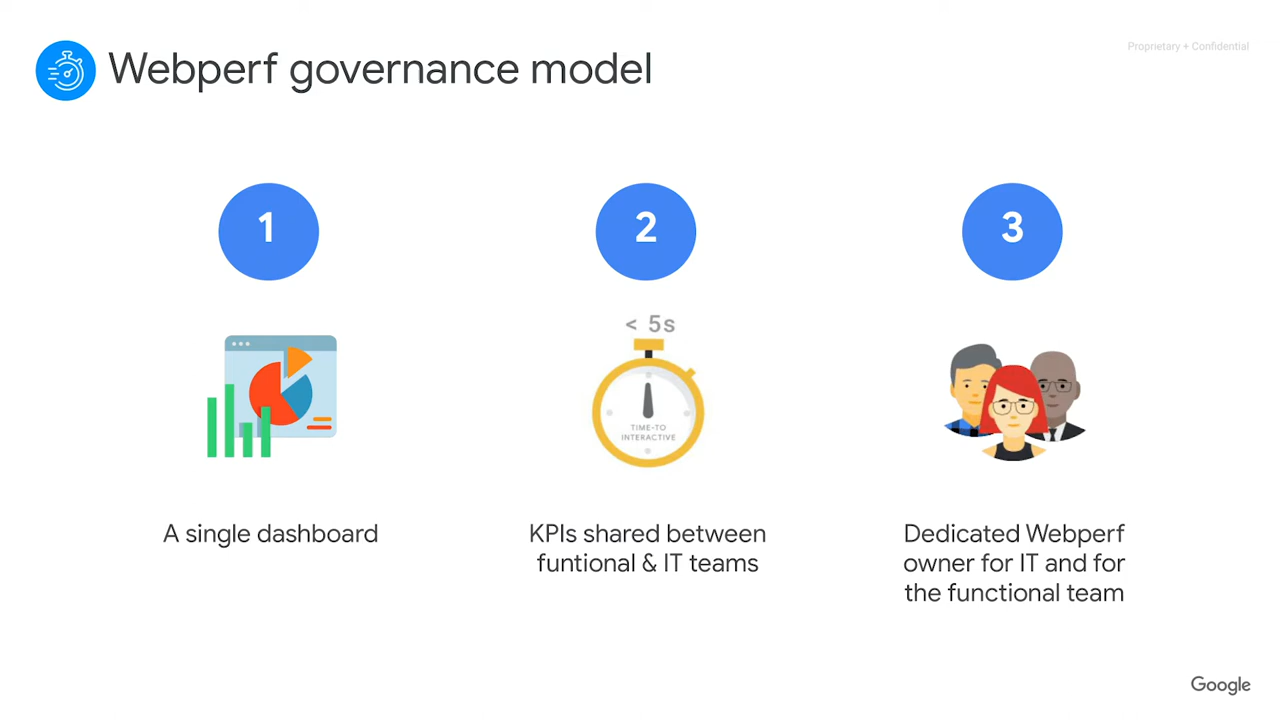 Proprietary + Confidential
Webperf governance model
1
2
3
< 5s
TIME-TO
INTERACTIVE
A single dashboard
KPIs shared between
funtional & IT teams
Dedicated Webperf
owner for IT and for
the functional team
Google